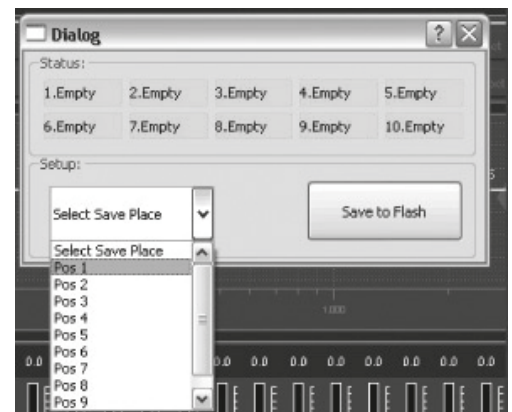 Dialog
Status:
1.Empty 2.Empty 3.Empty 4.Empty 5.Empty
6.Empty 7.Empty 8.Empty 9.Empty 10.Empty
Setup:
Select Save Place
Save to Flash
Select Save Place
Pos 1
Pos 2
Pos 3
Pos 4
Pos 5
Pos 6
Pos 7
Pos 8
Pos 9
1.000
0.0 0.0 0.0 0.0 0.0 0.0 0.0 0.0 0.0